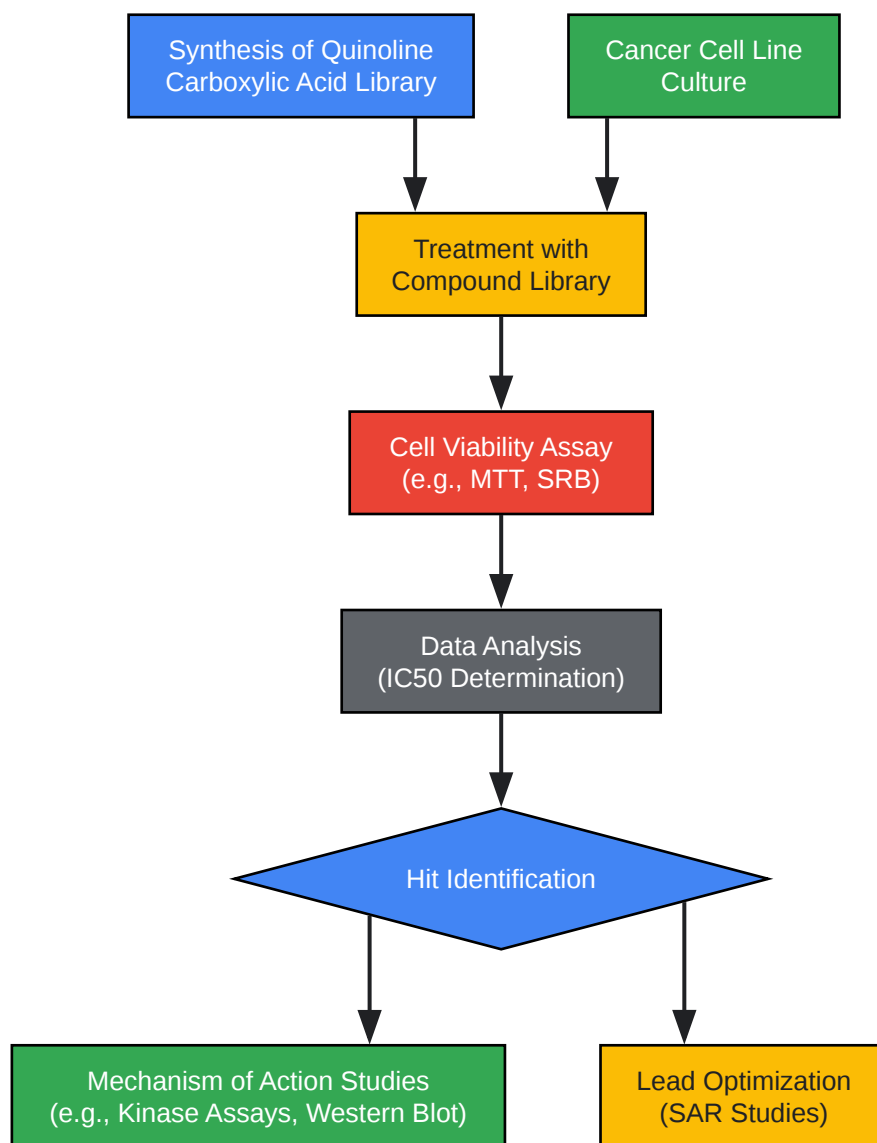 Synthesis of Quinoline
Carboxylic Acid Library
Cancer Cell Line
Culture
Treatment with
Compound Library
Cell Viability Assay
(e.g., MTT, SRB)
Data Analysis
(IC50 Determination)
Hit Identification
Mechanism of Action Studies
(e.g., Kinase Assays, Western Blot)
Lead Optimization
(SAR Studies)